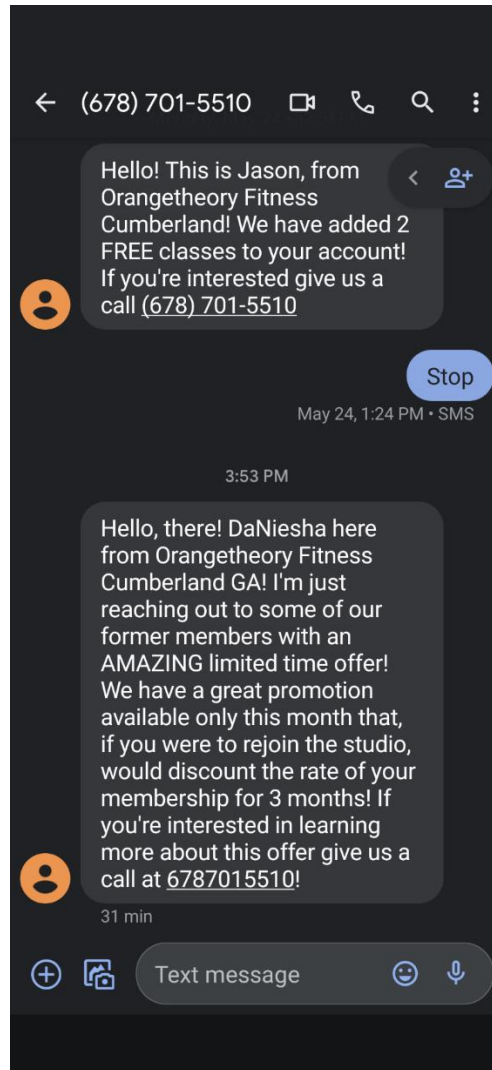 (678) 701-5510
Hello! This is Jason, from
Orangetheory Fitness
Cumberland! We have added 2
FREE classes to your account!
If you're interested give us a
call (678) 701-5510
Stop
May 24, 1:24 PM • SMS
3:53 PM
Hello, there! DaNiesha here
from Orangetheory Fitness
Cumberland GA! I'm just
reaching out to some of our
former members with an
AMAZING limited time offer!
We have a great promotion
available only this month that,
if you were to rejoin the studio,
would discount the rate of your
membership for 3 months! If
you're interested in learning
more about this offer give us a
call at 6787015510!
31 min
Text message